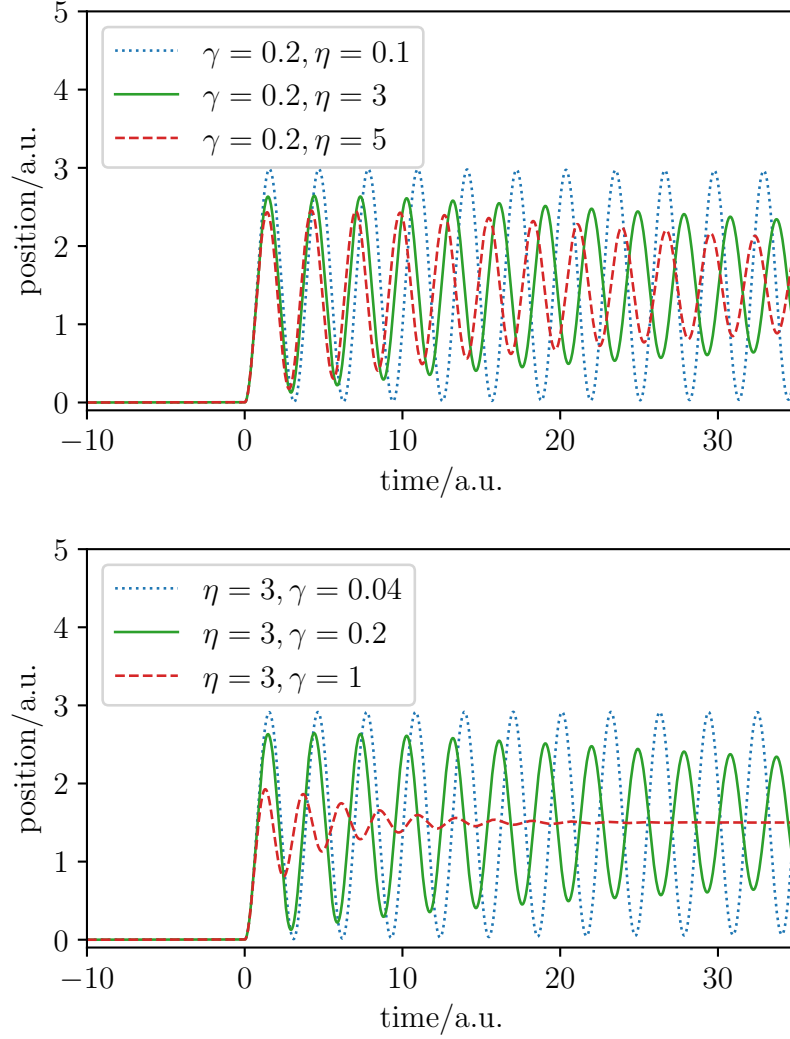 5
4
3
2
1
0
position/a.u.
γ = 0.2, η = 0.1
γ = 0.2, η = 3
γ = 0.2, η = 5
−10 0 10 20 30
time/a.u.
5
4
3
2
1
0
position/a.u.
η = 3, γ = 0.04
η = 3, γ = 0.2
η = 3, γ = 1
−10 0 10 20 30
time/a.u.